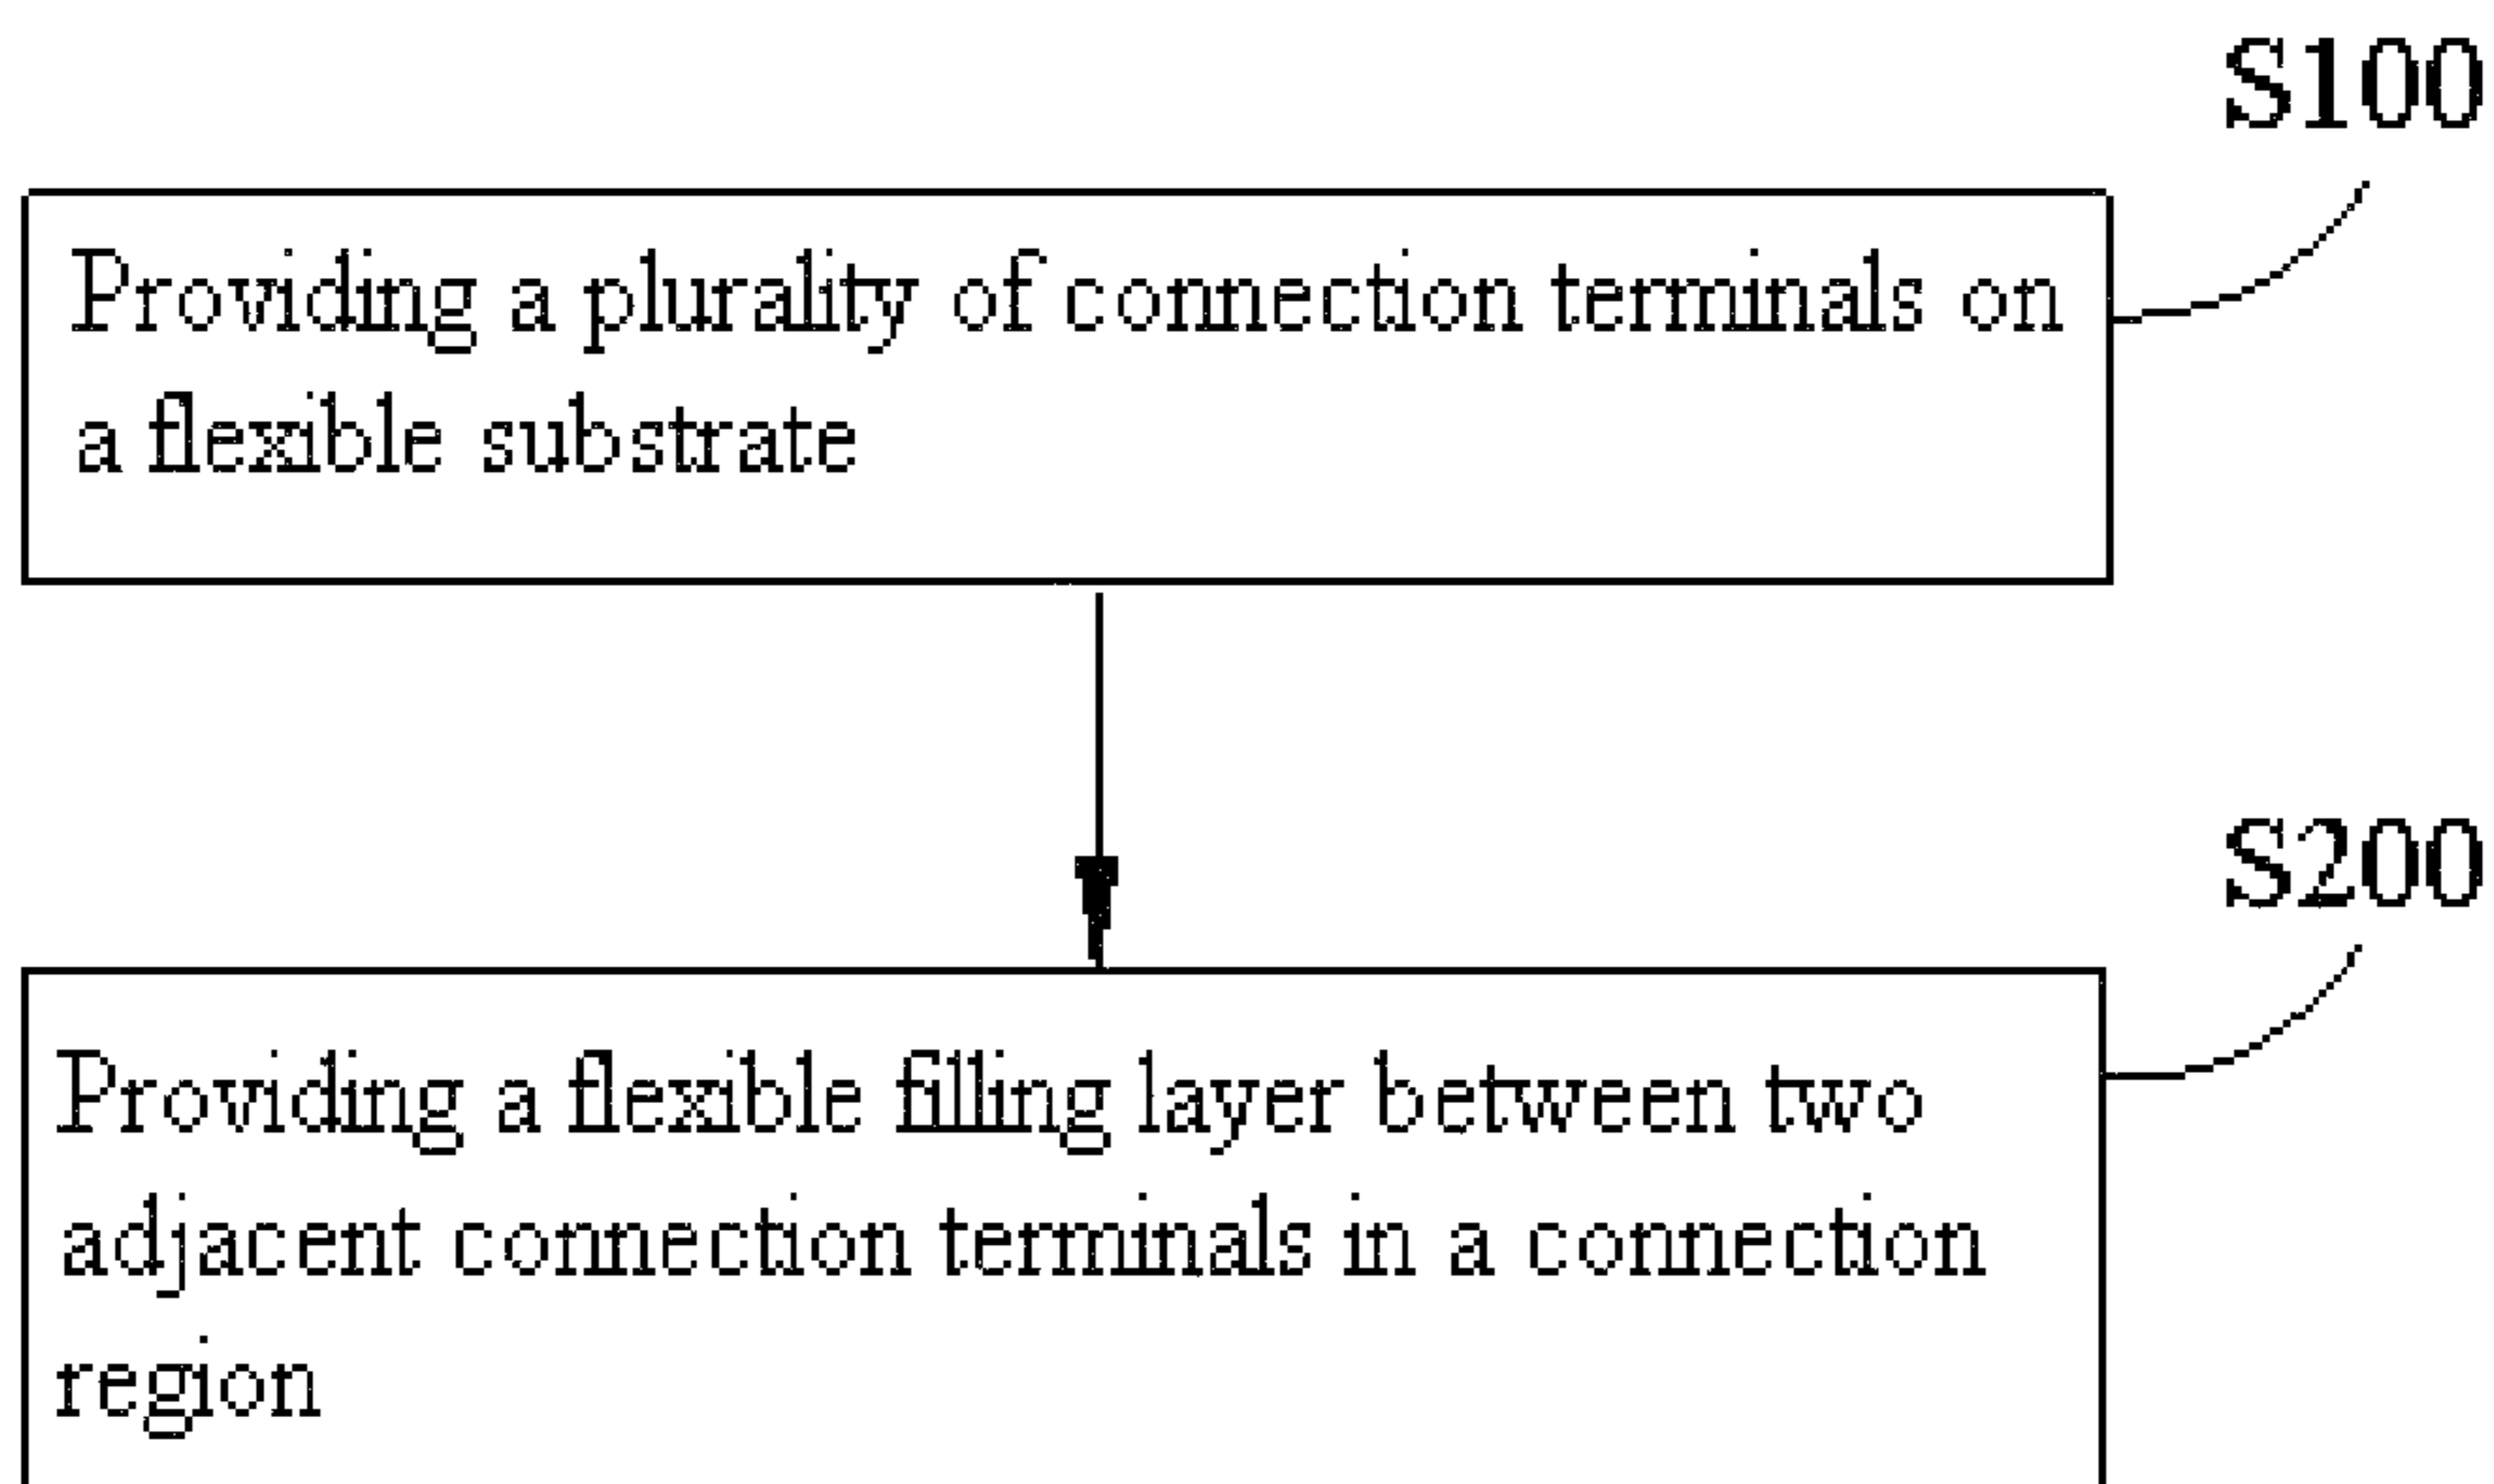 S100
Providing a plurality of connection terminals on
a flexible substrate
S200
Providing a flexible filling layer between two
adjacent connection terminals in a connection
region